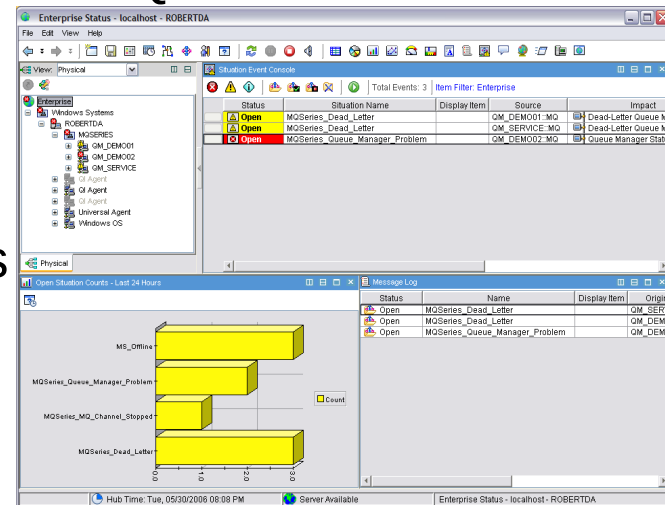 Enterprise Status - localhost - ROBERTDA
File Edit View Help
View: Physical
Situation Event Console
Total Events: 3 Item Filter: Enterprise
Enterprise
Windows Systems
ROBERTDA
MQSERIES
QM_DEMO01
QM_DEMO02
QM_SERVICE
QI Agent
QI Agent
QI Agent
Universal Agent
Windows OS
Physical
Status Situation Name Display Item Source Impact
Open MQSeries_Dead_Letter QM_DEMO01::MQ Dead-Letter Queue M
Open MQSeries_Dead_Letter QM_SERVICE::MQ Dead-Letter Queue M
Open MQSeries_Queue_Manager_Problem QM_DEMO02::MQ Queue Manager Stat
S
Open Situation Counts - Last 24 Hours
MS_Offline
MQSeries_Queue_Manager_Problem
MQSeries_MQ_Channel_Stopped
MQSeries_Dead_Letter
0.0 1.0 2.0 3.0
Count
Message Log
Status Name Display Item Origin
Open MQSeries_Dead_Letter QM_SER
Open MQSeries_Dead_Letter QM_DEM
Open MQSeries_Queue_Manager_Problem QM_DEM
Hub Time: Tue, 05/30/2006 08:08 PM Server Available Enterprise Status - localhost - ROBERTDA